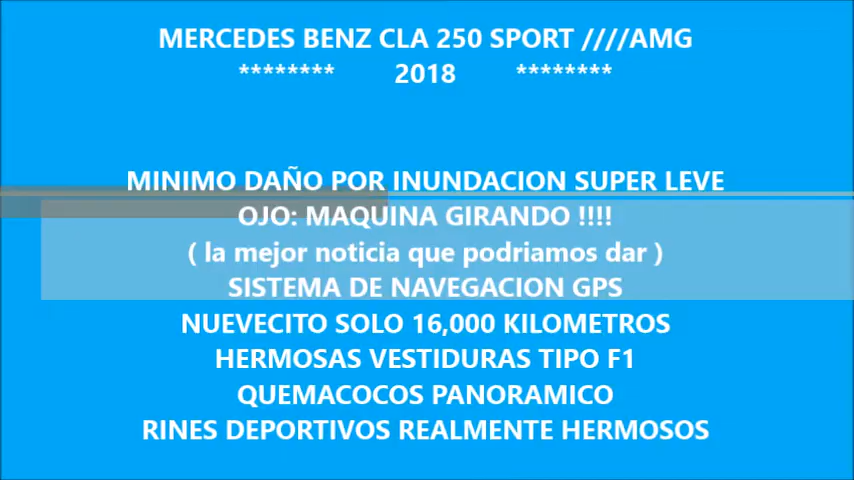 MERCEDES BENZ CLA 250 SPORT ////AMG
******** 2018 ********
MINIMO DAÑO POR INUNDACION SUPER LEVE
OJO: MAQUINA GIRANDO !!!!
( la mejor noticia que podriamos dar )
SISTEMA DE NAVEGACION GPS
NUEVECITO SOLO 16,000 KILOMETROS
HERMOSAS VESTIDURAS TIPO F1
QUEMACOCOS PANORAMICO
RINES DEPORTIVOS REALMENTE HERMOSOS